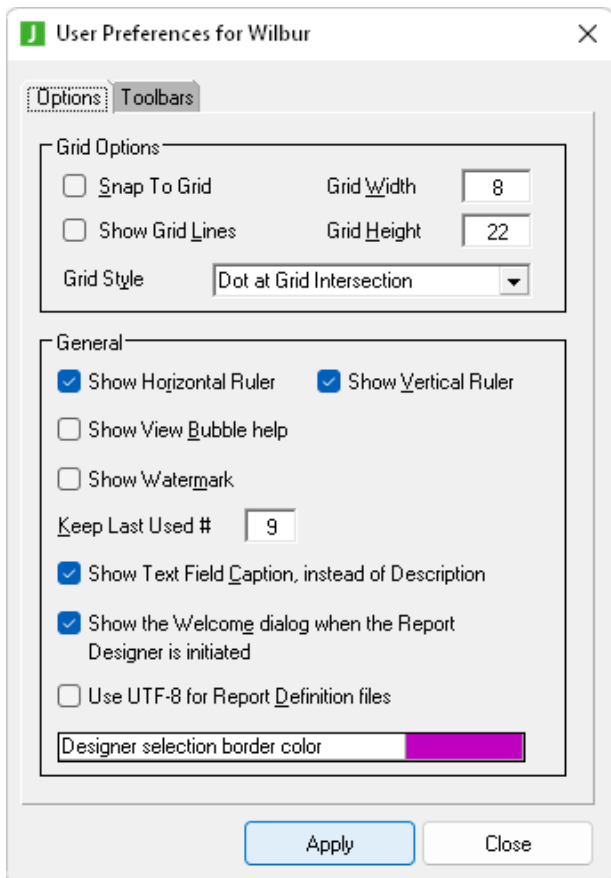 J User Preferences for Wilbur
Options Toolbars
Grid Options
Snap To Grid Grid Width 8
Show Grid Lines Grid Height 22
Grid Style Dot at Grid Intersection
General
Show Horizontal Ruler Show Vertical Ruler
Show View Bubble help
Show Watermark
Keep Last Used # 9
Show Text Field Caption, instead of Description
Show the Welcome dialog when the Report
Designer is initiated
Use UTF-8 for Report Definition files
Designer selection border color
Apply Close